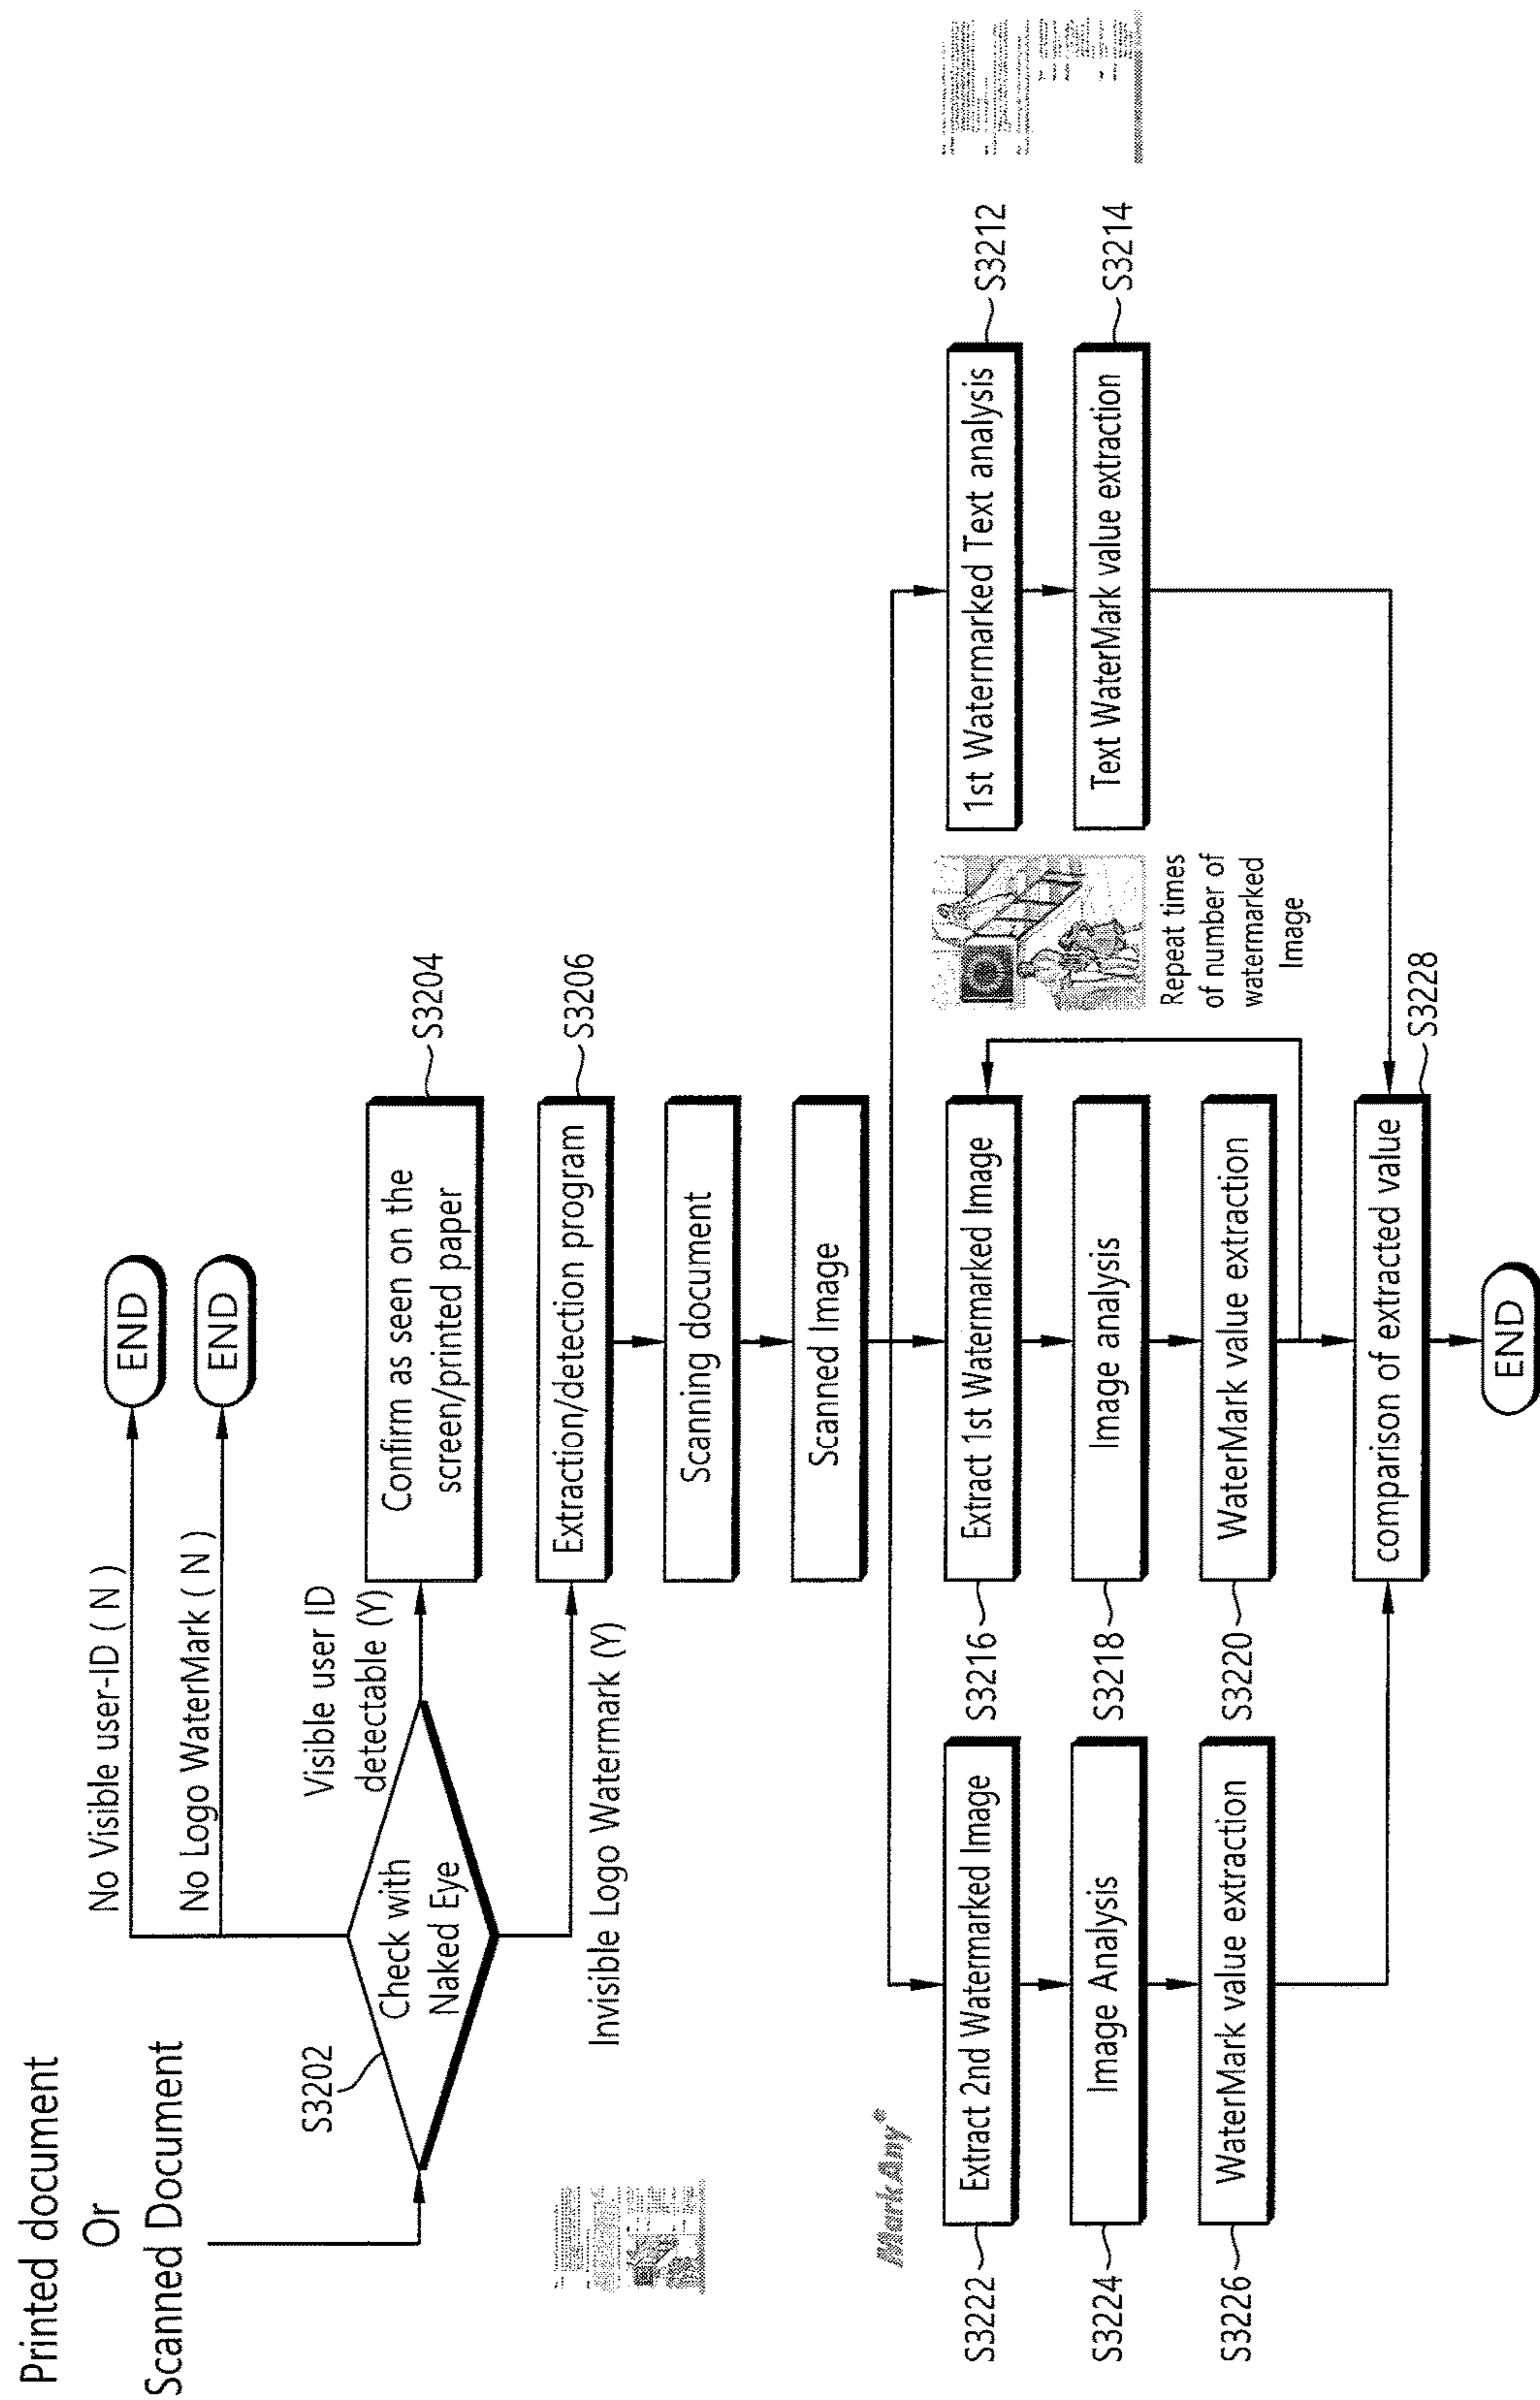 Printed document
Or
Scanned Document
No Visible user-ID ( N )
END
No Logo WaterMark ( N )
END
S3202
Check with
Naked Eye
Visible user ID
detectable (Y)
Confirm as seen on the
screen/printed paper
S3204
Invisible Logo Watermark (Y)
Extraction/detection program
S3206
Scanning document
Scanned Image
MarkAny®
S3222
Extract 2nd Watermarked Image
S3224
Image Analysis
S3226
WaterMark value extraction
S3216
Extract 1st Watermarked Image
S3218
Image analysis
S3220
WaterMark value extraction
Repeat times
of number of
watermarked
Image
1st Watermarked Text analysis
S3212
Text WaterMark value extraction
S3214
comparison of extracted value
S3228
END